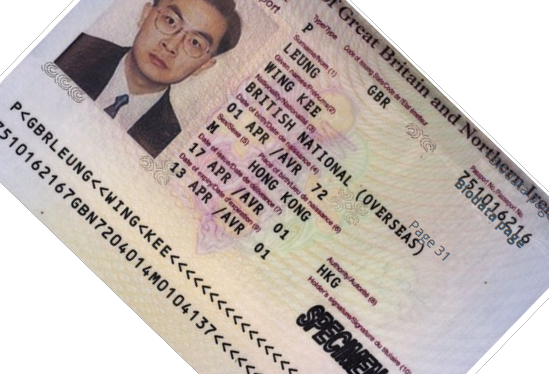 of Great Britain and Northern Ire
port
Type/Type
Code of issuing State/Code de l'État émetteur
Passport No./Passeport No.
P
GBR
751016216
Surname/Nom (1)
LEUNG
Given names/Prénoms (2)
WING KEE
Nationality/Nationalité (3)
BRITISH NATIONAL (OVERSEAS)
Date of birth/Date de naissance (4)
01 APR /AVR 72
Sex/Sexe (5)
Place of birth/Lieu de naissance (6)
M HONG KONG
Date of issue/Date de délivrance (7)
17 APR /AVR 01
Authority/Autorité (8)
HKG
Date of expiry/Date d'expiration (9)
13 APR /AVR 01
Holder's signature/Signature du titulaire (10)
Page 31
Biodata page
SPECIMEN
P<GBRLEUNG<<WING<KEE<<<<<<<<<<<<<<<
7510162167GBN7204014M0104137<<<<<<